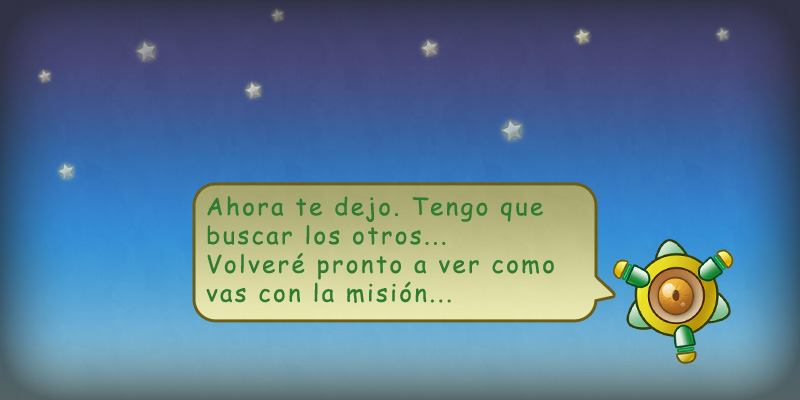 Ahora te dejo. Tengo que
buscar los otros...
Volveré pronto a ver como
vas con la misión...